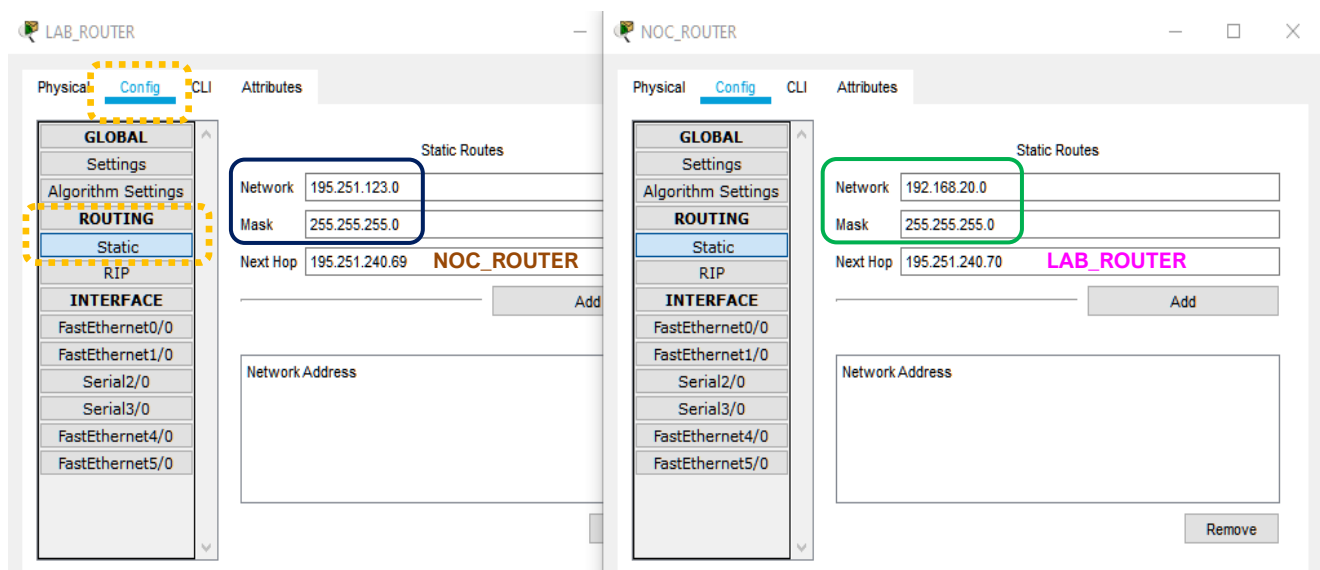 LAB_ROUTER
Physical Config CLI Attributes
GLOBAL
Settings
Algorithm Settings
ROUTING
Static
RIP
INTERFACE
FastEthernet0/0
FastEthernet1/0
Serial2/0
Serial3/0
FastEthernet4/0
FastEthernet5/0
Static Routes
Network 195.251.123.0
Mask 255.255.255.0
Next Hop 195.251.240.69 NOC_ROUTER
Add
Network Address
NOC_ROUTER
Physical Config CLI Attributes
GLOBAL
Settings
Algorithm Settings
ROUTING
Static
RIP
INTERFACE
FastEthernet0/0
FastEthernet1/0
Serial2/0
Serial3/0
FastEthernet4/0
FastEthernet5/0
Static Routes
Network 192.168.20.0
Mask 255.255.255.0
Next Hop 195.251.240.70 LAB_ROUTER
Add
Network Address
Remove